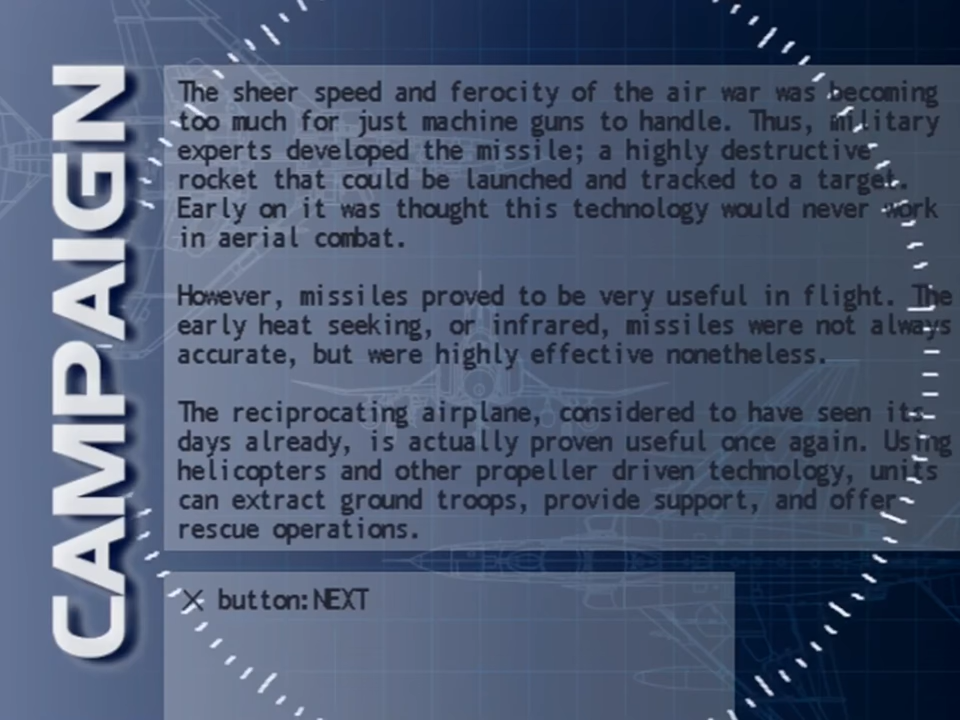 CAMPAIGN
The sheer speed and ferocity of the air war was becoming
too much for just machine guns to handle. Thus, military
experts developed the missile; a highly destructive
rocket that could be launched and tracked to a target.
Early on it was thought this technology would never work
in aerial combat.
However, missiles proved to be very useful in flight. The
early heat seeking, or infrared, missiles were not always
accurate, but were highly effective nonetheless.
The reciprocating airplane, considered to have seen its
days already, is actually proven useful once again. Using
helicopters and other propeller driven technology, units
can extract ground troops, provide support, and offer
rescue operations.
× button:NEXT